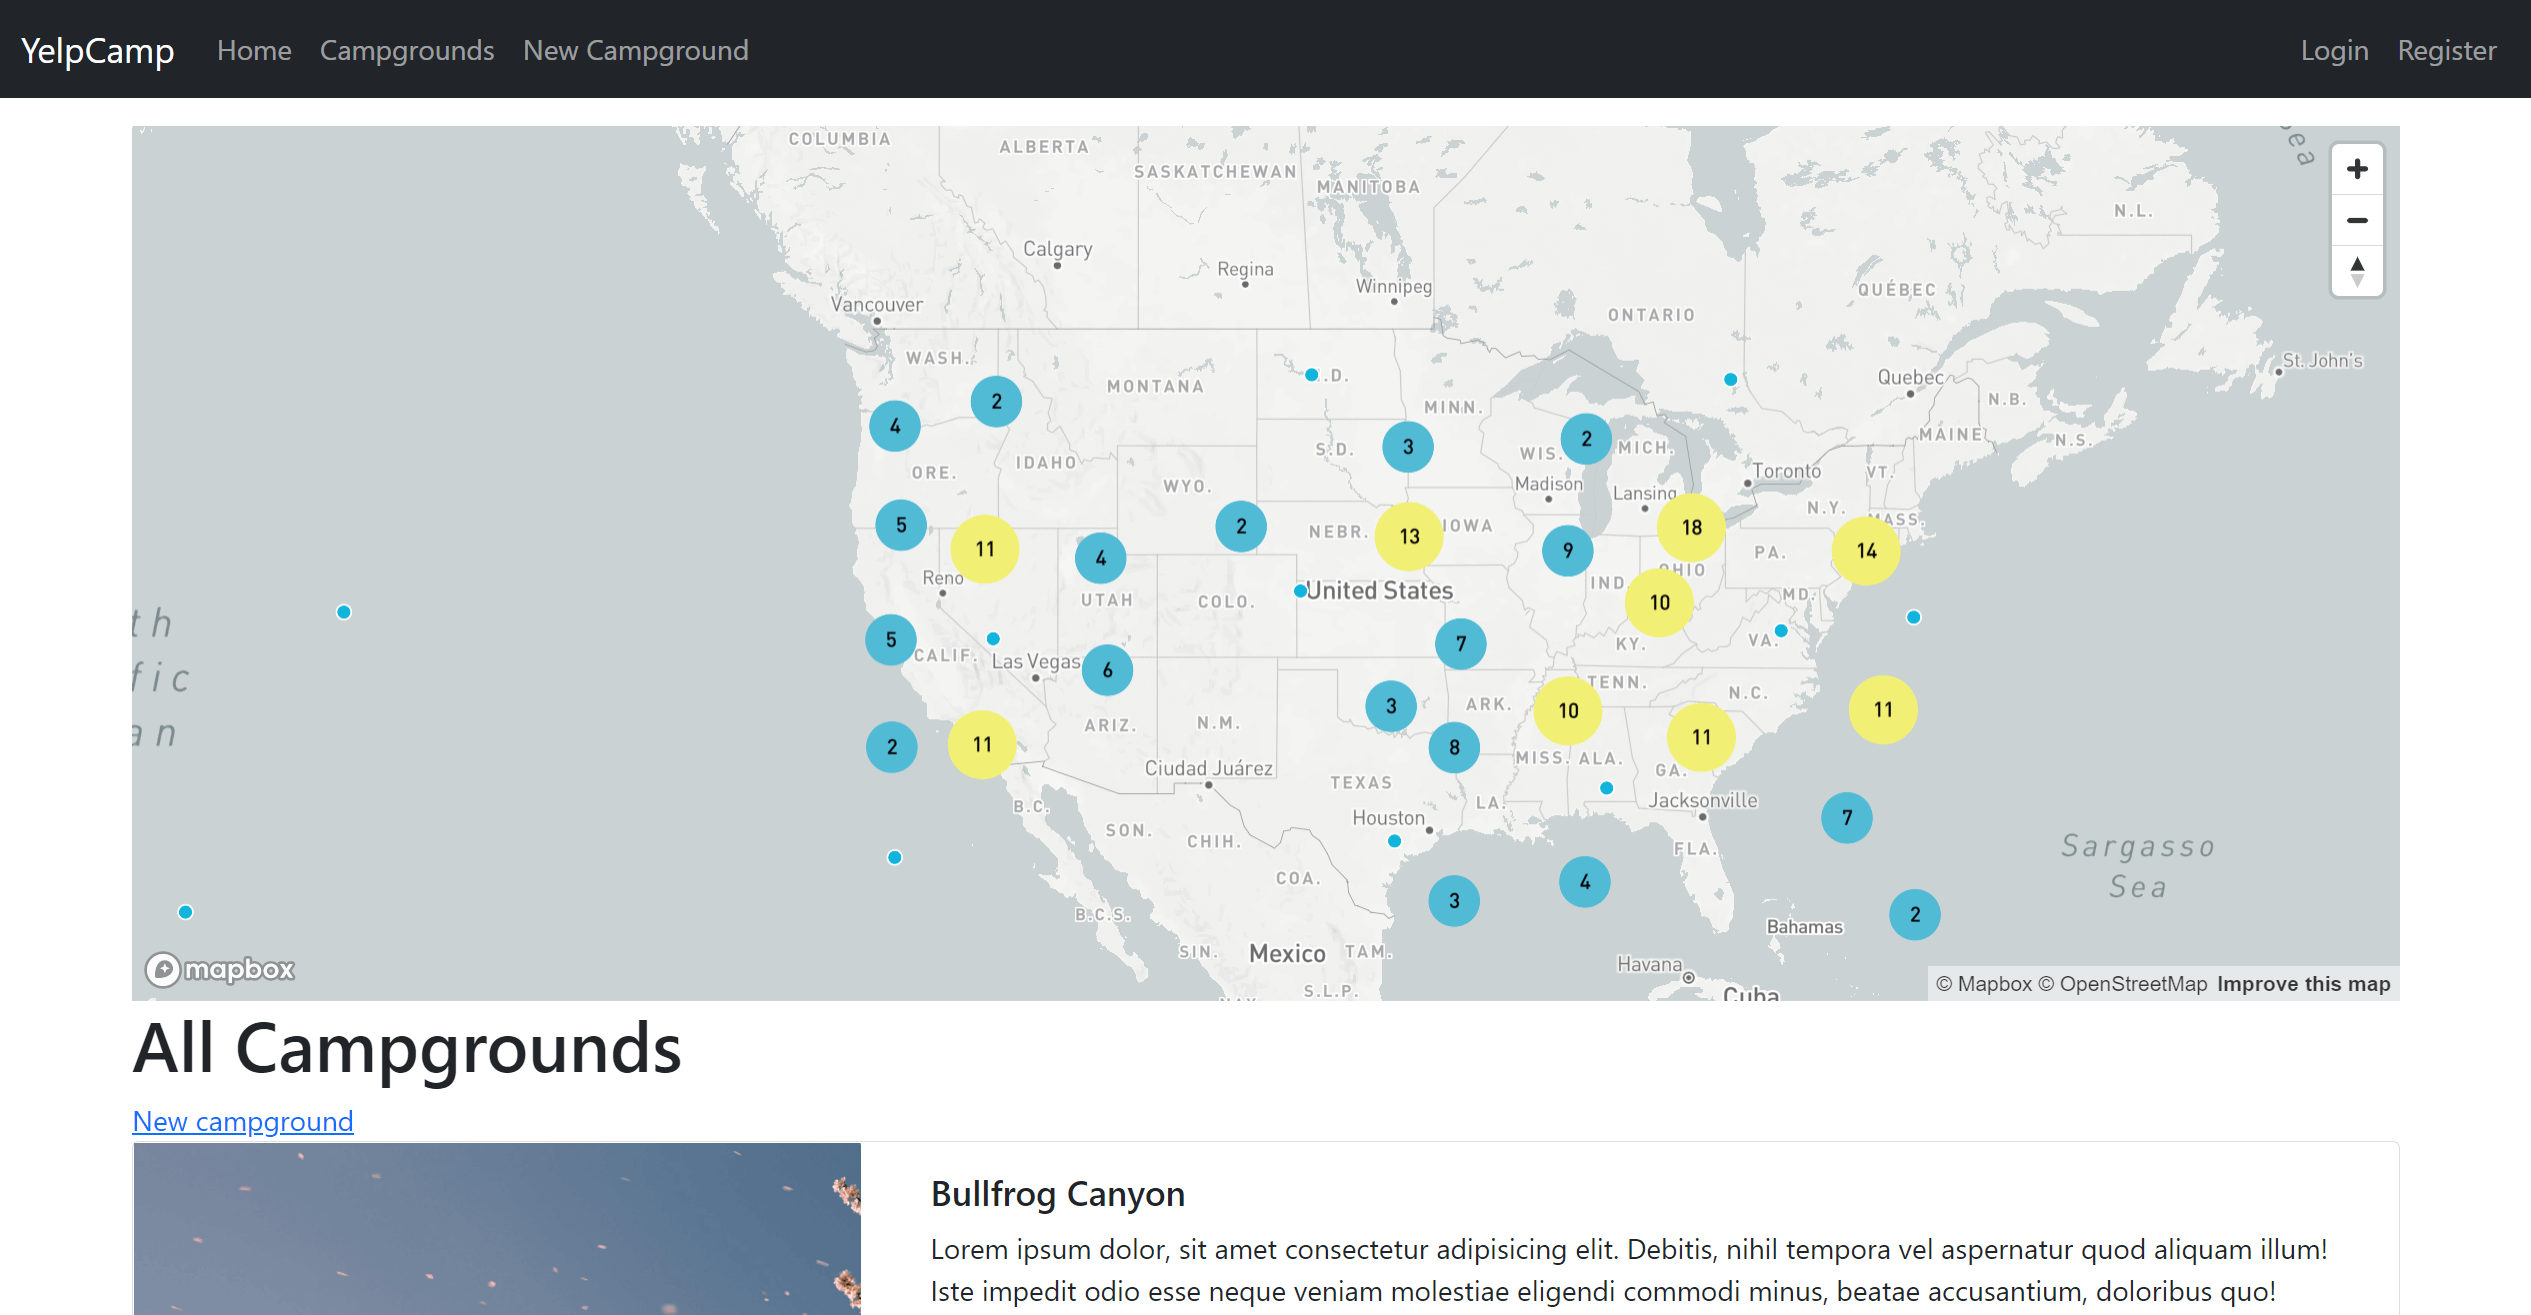 YelpCamp Home Campgrounds New Campground Login Register
COLUMBIA
ALBERTA
SASKATCHEWAN
MANITOBA
N.L.
Calgary
Regina
Winnipeg
QUÉBEC
Vancouver
ONTARIO
WASH.
MONTANA
.D.
Quebec
St. John's
MINN.
N.B.
MAINE
N.S.
2
4
3
2
ORE.
IDAHO
S.D.
WIS.
MICH.
Toronto
VT.
WYO.
Madison
Lansing
N.Y.
MASS.
5
11
4
2
NEBR.
13
IOWA
9
18
PA.
14
Reno
UTAH
COLO.
United States
IND
OHIO
10
MD.
5
CALIF.
Las Vegas
6
7
KY.
VA.
TENN.
N.C.
ARIZ.
N.M.
3
ARK.
10
11
11
2
11
8
MISS.
ALA.
GA.
Ciudad Juárez
TEXAS
B.C.
SON.
CHIH.
Houston
LA.
Jacksonville
7
FLA.
Sargasso
Sea
COA.
3
4
2
B.C.S.
Bahamas
SIN.
Mexico
TAM.
Havana
S.L.P.
Cuba
mapbox
© Mapbox © OpenStreetMap Improve this map
All Campgrounds
New campground
Bullfrog Canyon
Lorem ipsum dolor, sit amet consectetur adipisicing elit. Debitis, nihil tempora vel aspernatur quod aliquam illum!
Iste impedit odio esse neque veniam molestiae eligendi commodi minus, beatae accusantium, doloribus quo!